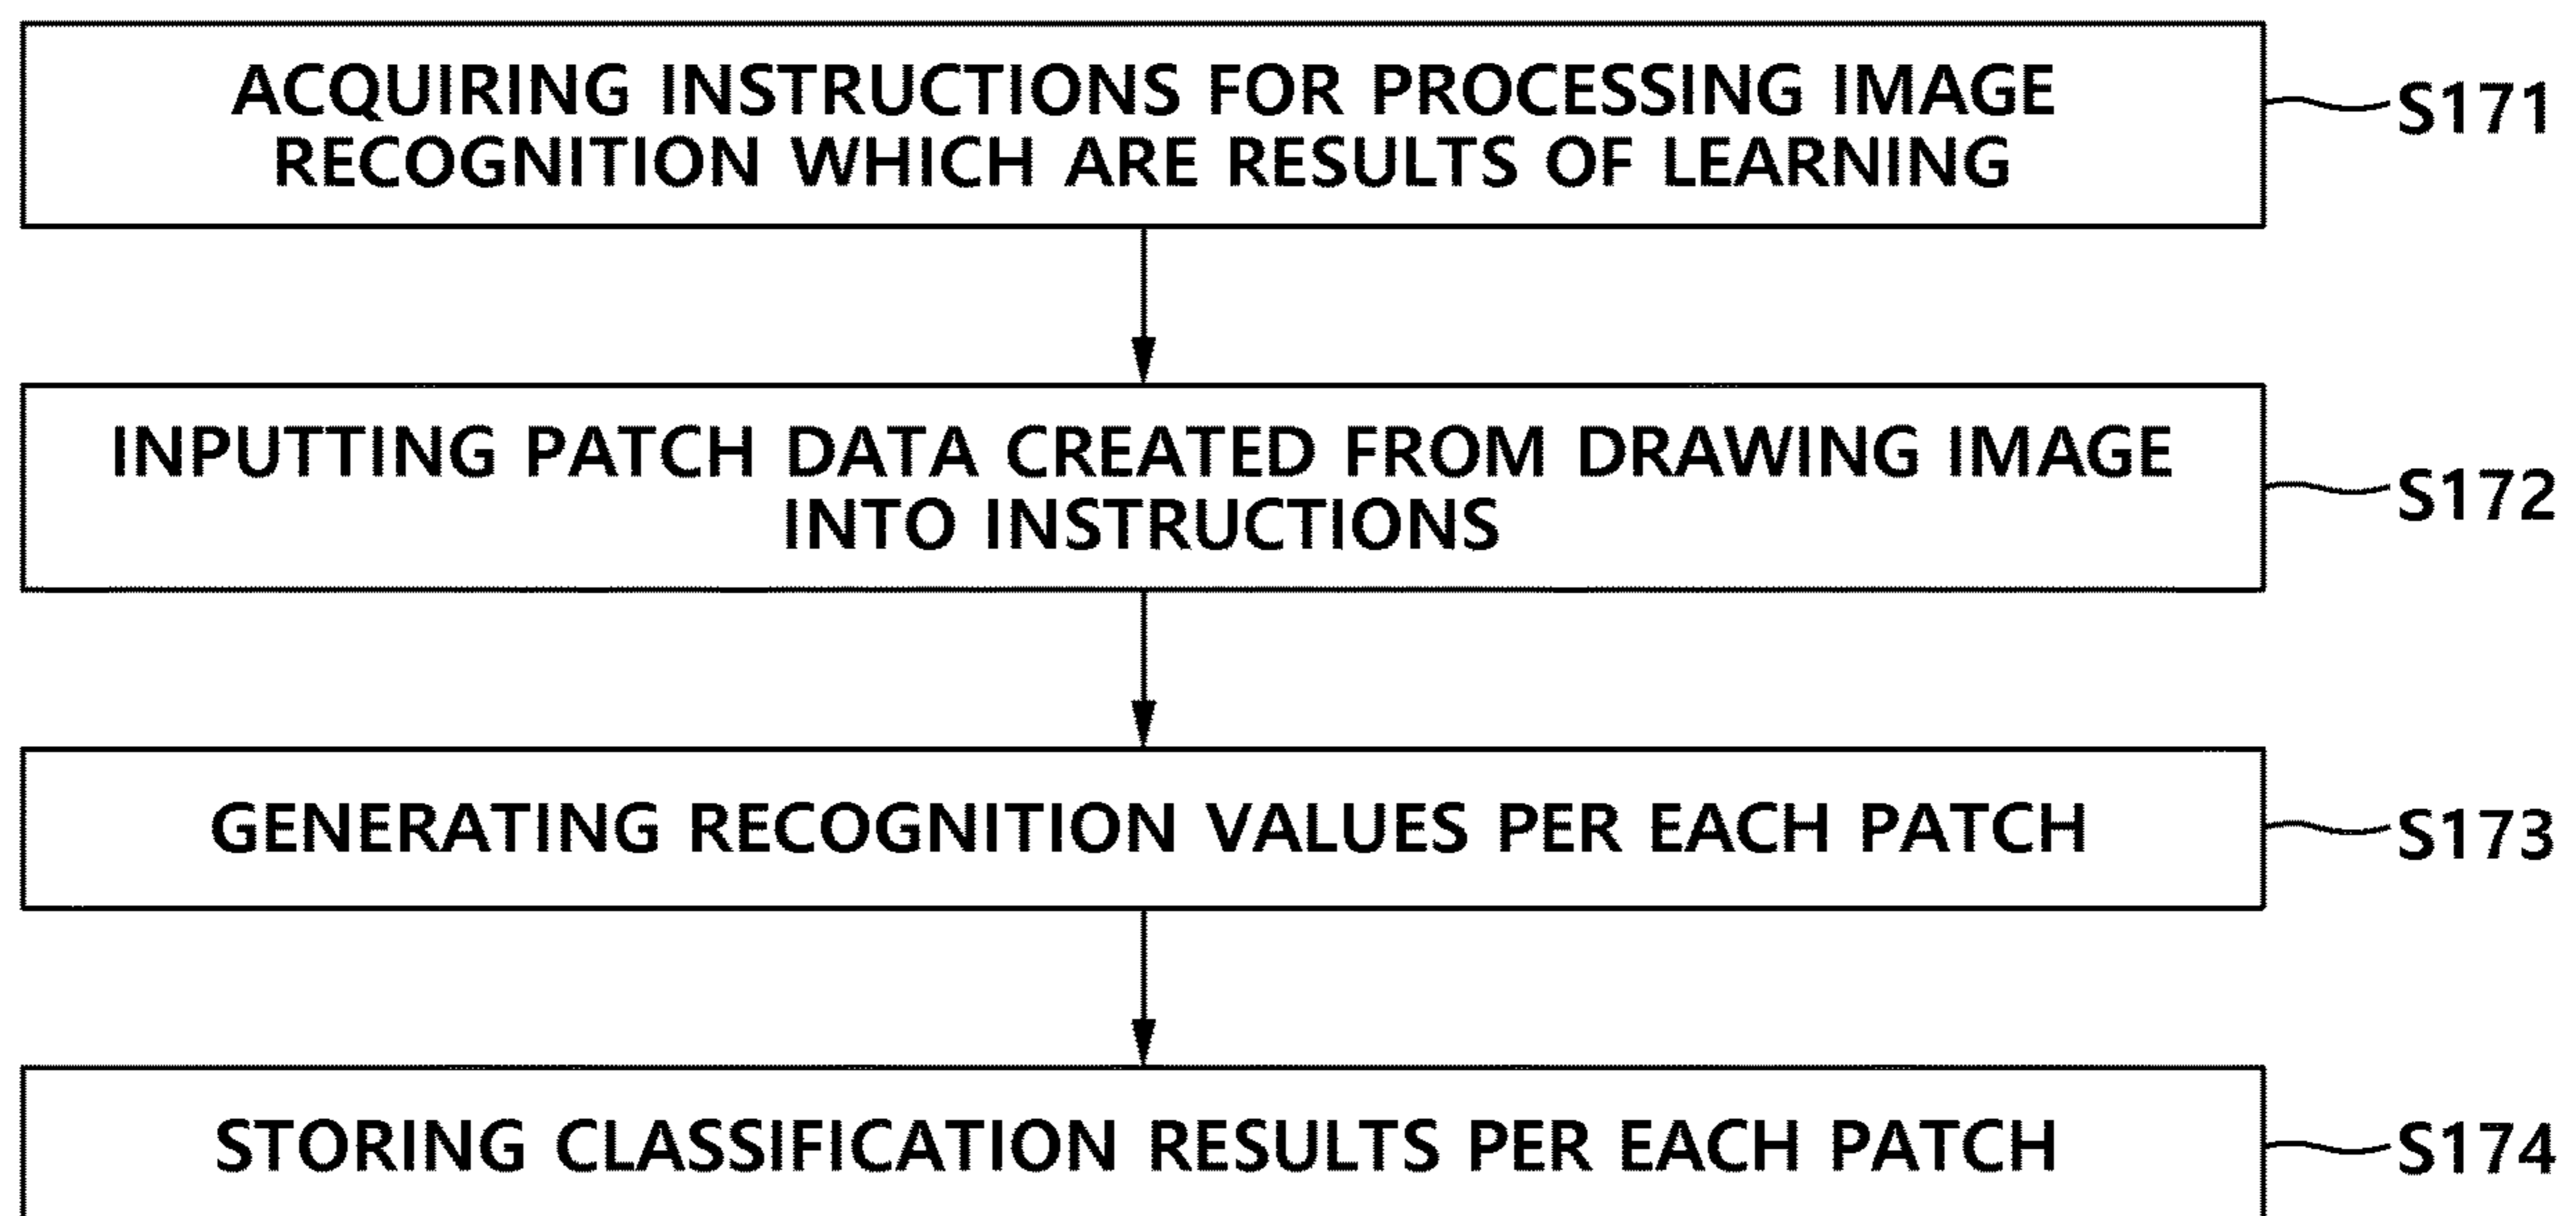 ACQUIRING INSTRUCTIONS FOR PROCESSING IMAGE
RECOGNITION WHICH ARE RESULTS OF LEARNING
S171
INPUTTING PATCH DATA CREATED FROM DRAWING IMAGE
INTO INSTRUCTIONS
S172
GENERATING RECOGNITION VALUES PER EACH PATCH
S173
STORING CLASSIFICATION RESULTS PER EACH PATCH
S174